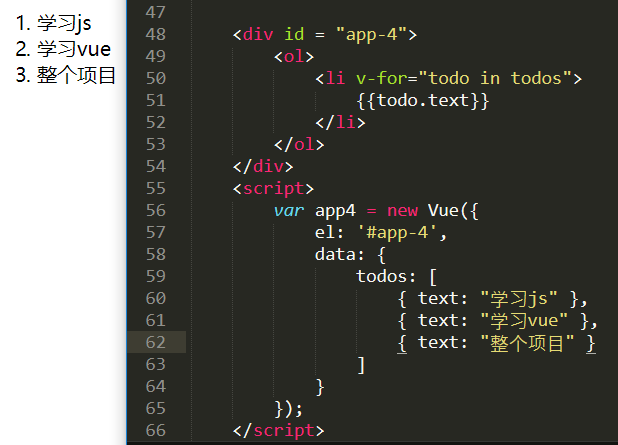 1. 学习js
2. 学习vue
3. 整个项目
47
48 <div id = "app-4">
49 <ol>
50 <li v-for="todo in todos">
51 {{todo.text}}
52 </li>
53 </ol>
54 </div>
55 <script>
56 var app4 = new Vue({
57 el: '#app-4',
58 data: {
59 todos: [
60 { text: "学习js" },
61 { text: "学习vue" },
62 { text: "整个项目" }
63 ]
64 }
65 });
66 </script>